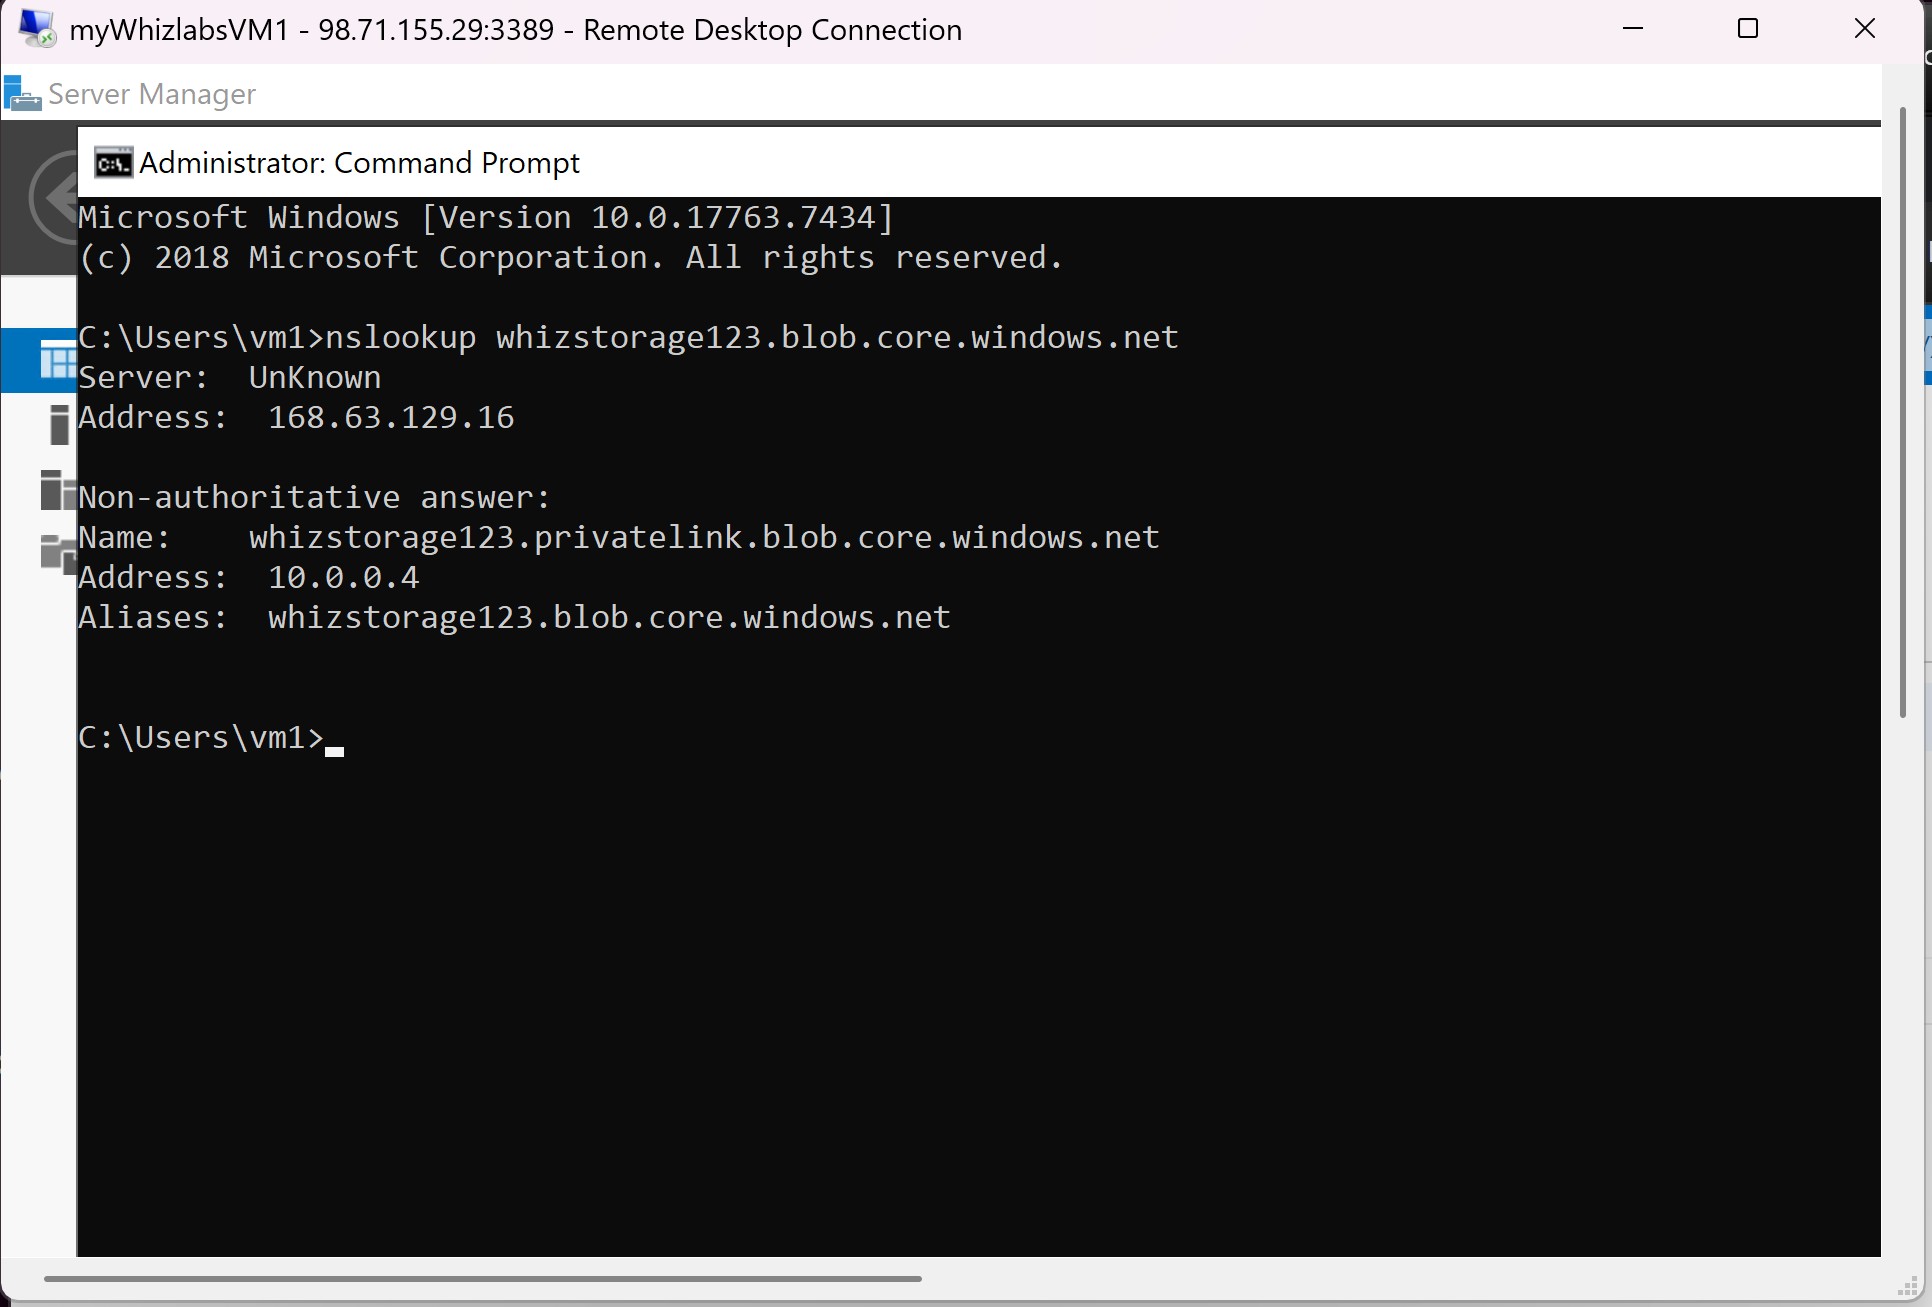 myWhizlabsVM1 - 98.71.155.29:3389 - Remote Desktop Connection
Server Manager
Administrator: Command Prompt
Microsoft Windows [Version 10.0.17763.7434]
(c) 2018 Microsoft Corporation. All rights reserved.
C:\Users\vm1>nslookup whizstorage123.blob.core.windows.net
Server:  UnKnown
Address:  168.63.129.16
Non-authoritative answer:
Name:    whizstorage123.privatelink.blob.core.windows.net
Address:  10.0.0.4
Aliases:  whizstorage123.blob.core.windows.net
C:\Users\vm1>